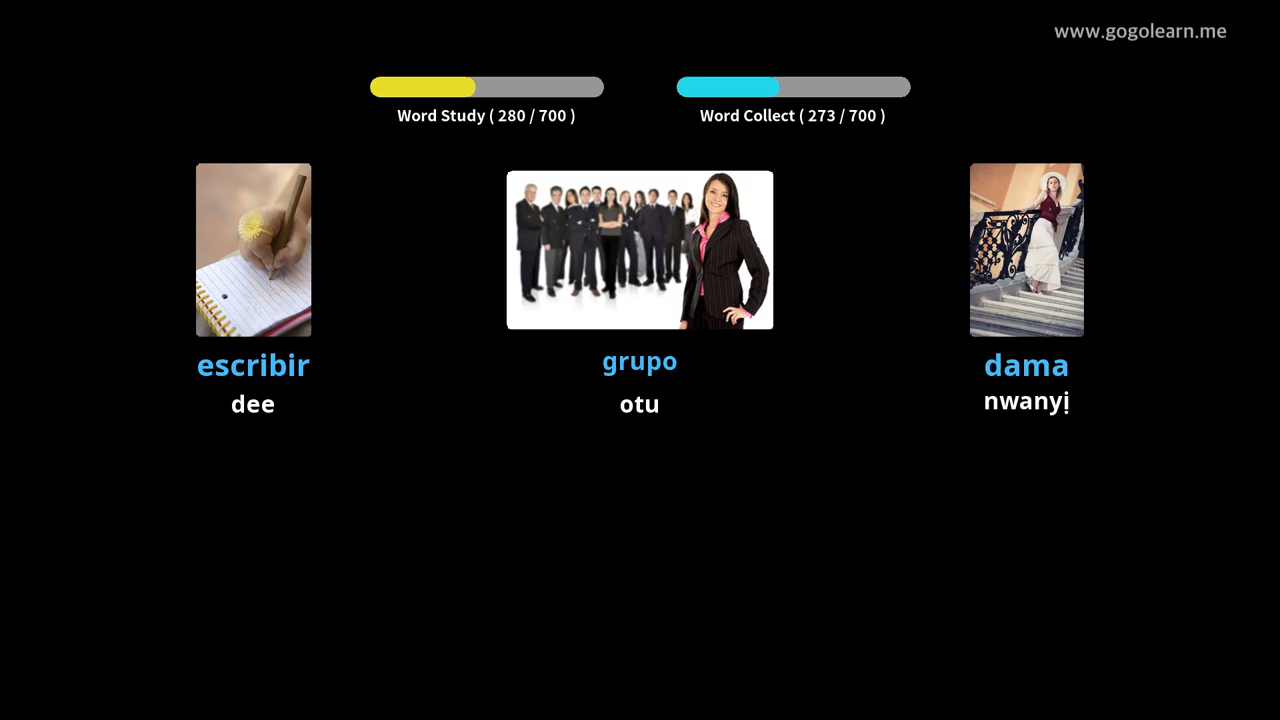 www.gogolearn.me
Word Study ( 280 / 700 )
Word Collect ( 273 / 700 )
escribir
dee
grupo
otu
dama
nwanyị